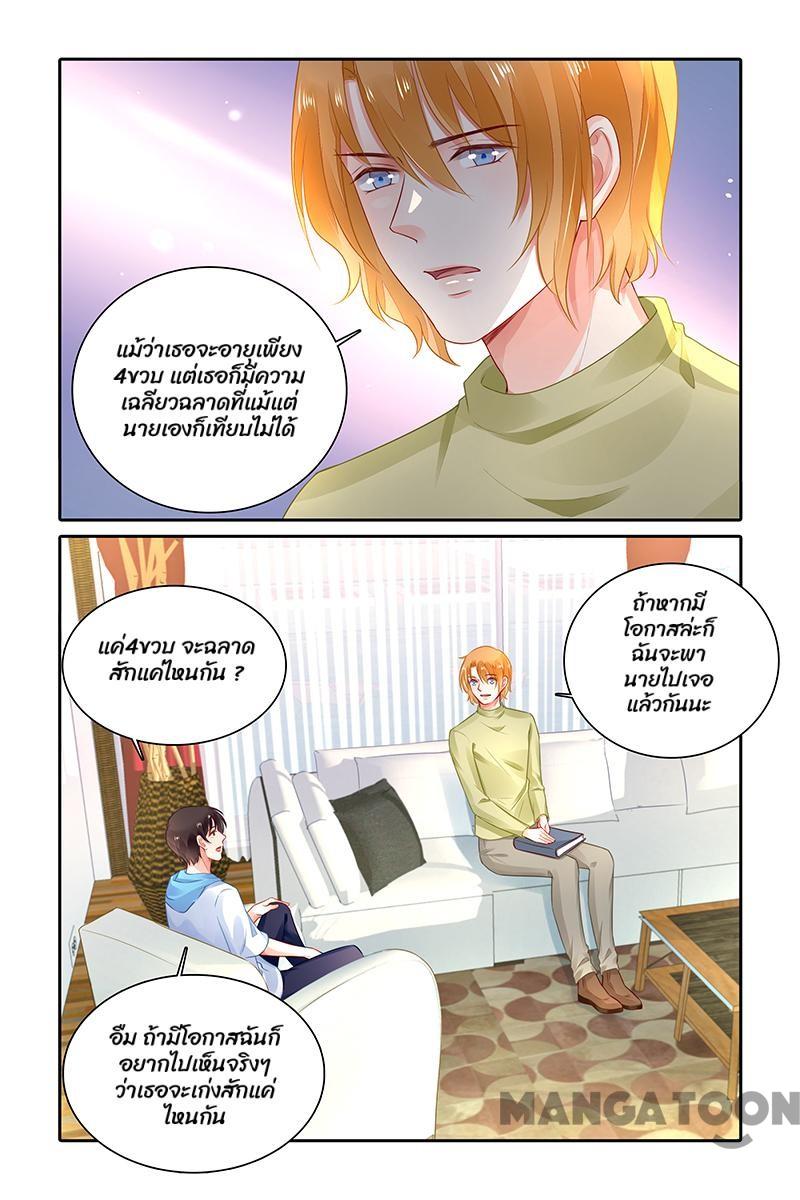 แม้ว่าเธอจะอายุเพียง
4ขวบ แต่เธอก็มีความ
เฉลียวฉลาดที่แม้แต่
นายเองก็เทียบไม่ได้
แค่4ขวบ จะฉลาด
สักแค่ไหนกัน ?
ถ้าหากมี
โอกาสล่ะก็
ฉันจะพา
นายไปเจอ
แล้วกันนะ
อืม ถ้ามีโอกาสฉันก็
อยากไปเห็นจริงๆ
ว่าเธอจะเก่งสักแค่
ไหนกัน
MANGATOON